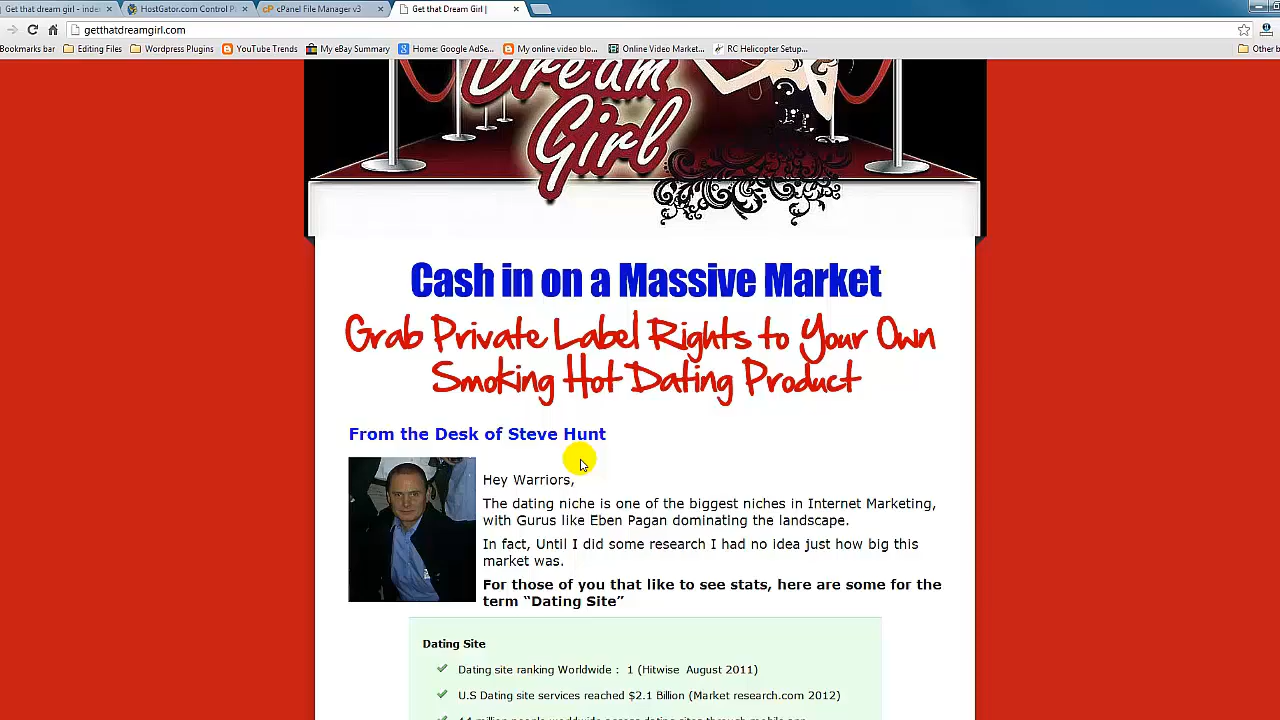 Get that dream girl - inde
HostGator.com Control P
cPanel File Manager v3
Get that Dream Girl |
getthatdreamgirl.com
Bookmarks bar
Editing Files
Wordpress Plugins
YouTube Trends
My eBay Summary
Home: Google AdSe...
My online video blo...
Online Video Market...
RC Helicopter Setup...
Other b
Dream
Girl
Cash in on a Massive Market
Grab Private Label Rights to Your Own
Smoking Hot Dating Product
From the Desk of Steve Hunt
Hey Warriors,
The dating niche is one of the biggest niches in Internet Marketing,
with Gurus like Eben Pagan dominating the landscape.
In fact, Until I did some research I had no idea just how big this
market was.
For those of you that like to see stats, here are some for the
term “Dating Site”
Dating Site
Dating site ranking Worldwide : 1 (Hitwise August 2011)
U.S Dating site services reached $2.1 Billion (Market research.com 2012)